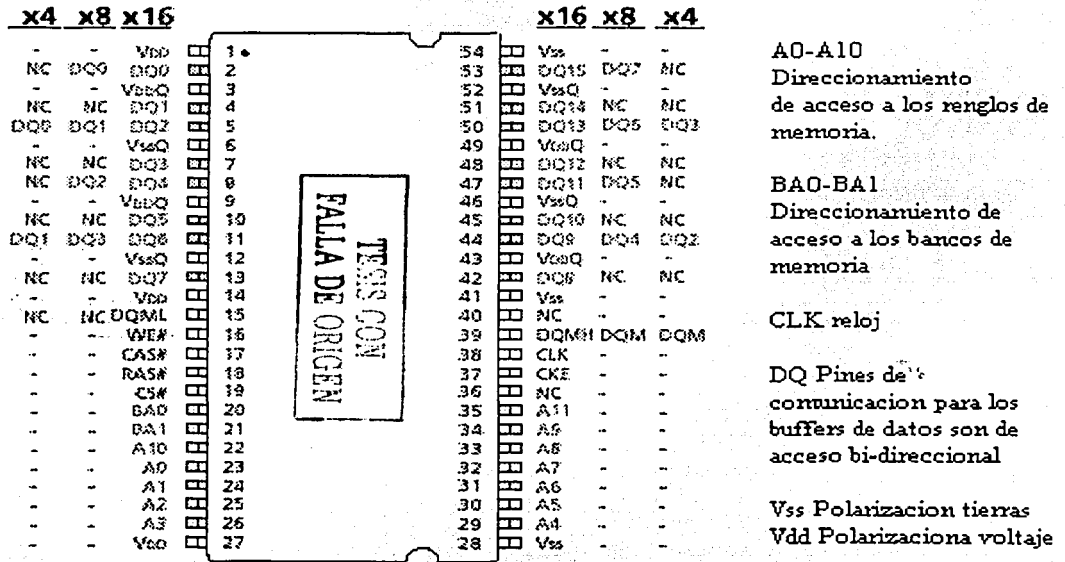 x4 x8 x16
x16 x8 x4
- - VDD 1 54 Vss - -
NC DQ0 DQ0 2 53 DQ15 DQ7 NC
- - VDDQ 3 52 VssQ - -
NC NC DQ1 4 51 DQ14 NC NC
DQ0 DQ1 DQ2 5 50 DQ13 DQ6 DQ3
- - VssQ 6 49 VDDQ - -
NC NC DQ3 7 48 DQ12 NC NC
NC DQ2 DQ4 8 47 DQ11 DQ5 NC
- - VDDQ 9 46 VssQ - -
NC NC DQ5 10 45 DQ10 NC NC
DQ1 DQ3 DQ6 11 44 DQ9 DQ4 DQ2
- - VssQ 12 43 VDDQ - -
NC NC DQ7 13 42 DQ8 NC NC
- - VDD 14 41 Vss - -
NC NC DQML 15 40 NC - -
- - WE# 16 39 DQMH DQM DQM
- - CAS# 17 38 CLK - -
- - RAS# 18 37 CKE - -
- - CS# 19 36 NC - -
- - BA0 20 35 A11 - -
- - BA1 21 34 A9 - -
- - A10 22 33 A8 - -
- - A0 23 32 A7 - -
- - A1 24 31 A6 - -
- - A2 25 30 A5 - -
- - A3 26 29 A4 - -
- - VDD 27 28 Vss - -
TESIS CON
FALLA DE ORIGEN
A0-A10
Direccionamiento
de acceso a los renglos de
memoria.
BA0-BA1
Direccionamiento de
acceso a los bancos de
memoria
CLK reloj
DQ Pines de
comunicacion para los
buffers de datos son de
acceso bi-direccional
Vss Polarizacion tierras
Vdd Polarizaciona voltaje